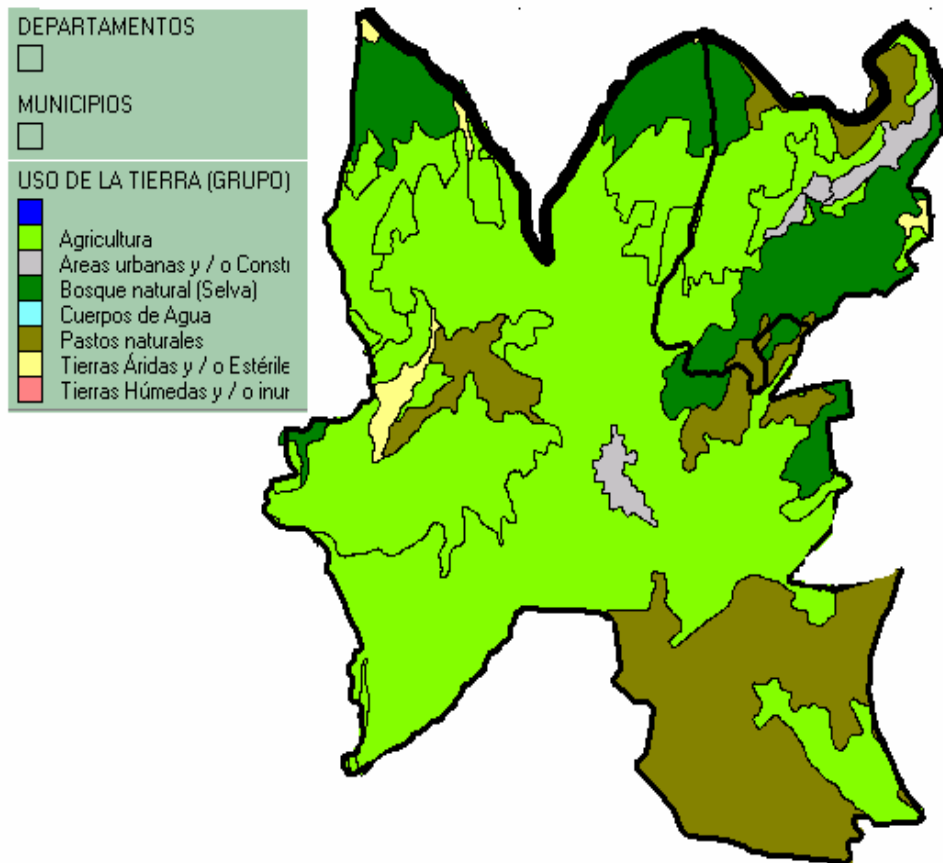 DEPARTAMENTOS
MUNICIPIOS
USO DE LA TIERRA (GRUPO)
Agricultura
Areas urbanas y / o Consti
Bosque natural (Selva)
Cuerpos de Agua
Pastos naturales
Tierras Áridas y / o Estérile
Tierras Húmedas y / o inur